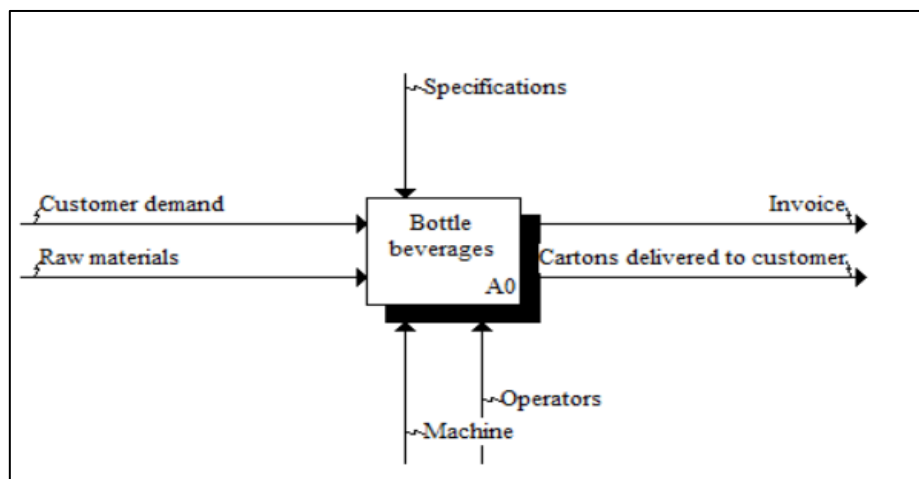 Specifications
Customer demand
Invoice
Bottle
beverages
Raw materials
Cartons delivered to customer
A0
Operators
Machine